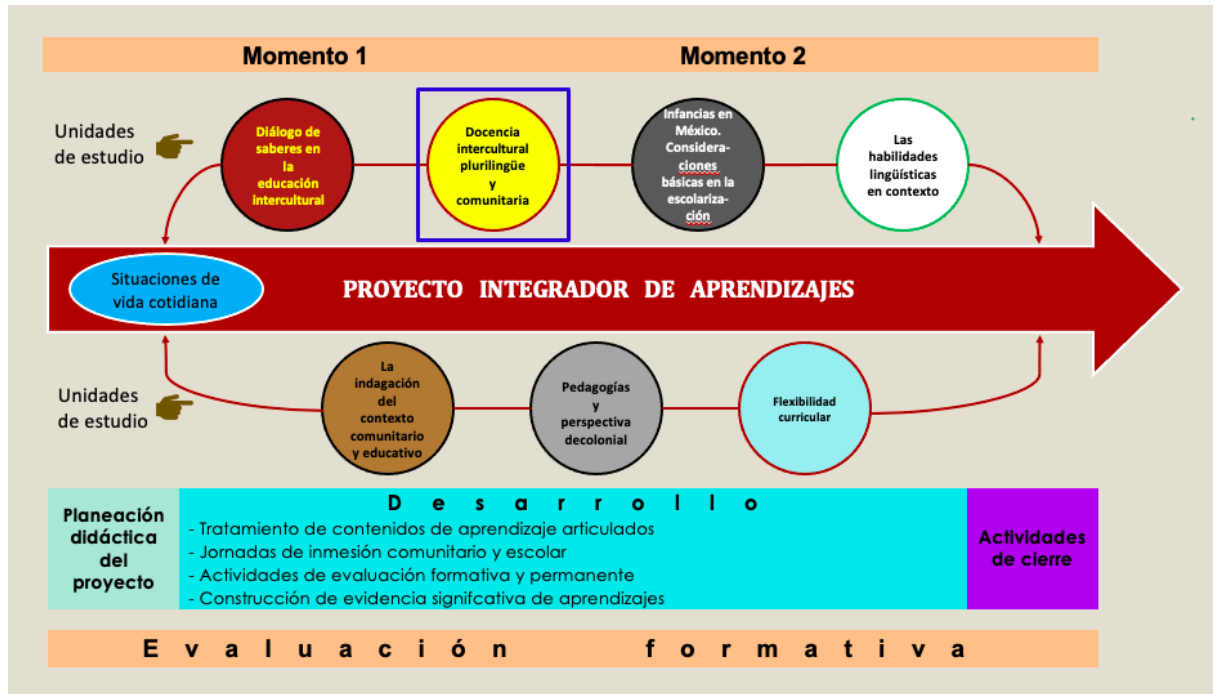 Momento 1
Momento 2
Unidades
de estudio
Diálogo de
saberes en
la
educación
intercultural
Docencia
intercultural
plurilingüe
y
comunitaria
Infancias en
México.
Considera-
ciones
básicas en la
escolariza-
ción
Las
habilidades
lingüísticas
en contexto
Situaciones de
vida cotidiana
PROYECTO INTEGRADOR DE APRENDIZAJES
Unidades
de estudio
La
indagación
del
contexto
comunitario
y educativo
Pedagogías
y
perspectiva
decolonial
Flexibilidad
curricular
Planeación
didáctica
del
proyecto
D e s a r r o l l o
- Tratamiento de contenidos de aprendizaje articulados
- Jornadas de inmesión comunitario y escolar
- Actividades de evaluación formativa y permanente
- Construcción de evidencia signifcativa de aprendizajes
Actividades
de cierre
E v a l u a c i ó n f o r m a t i v a